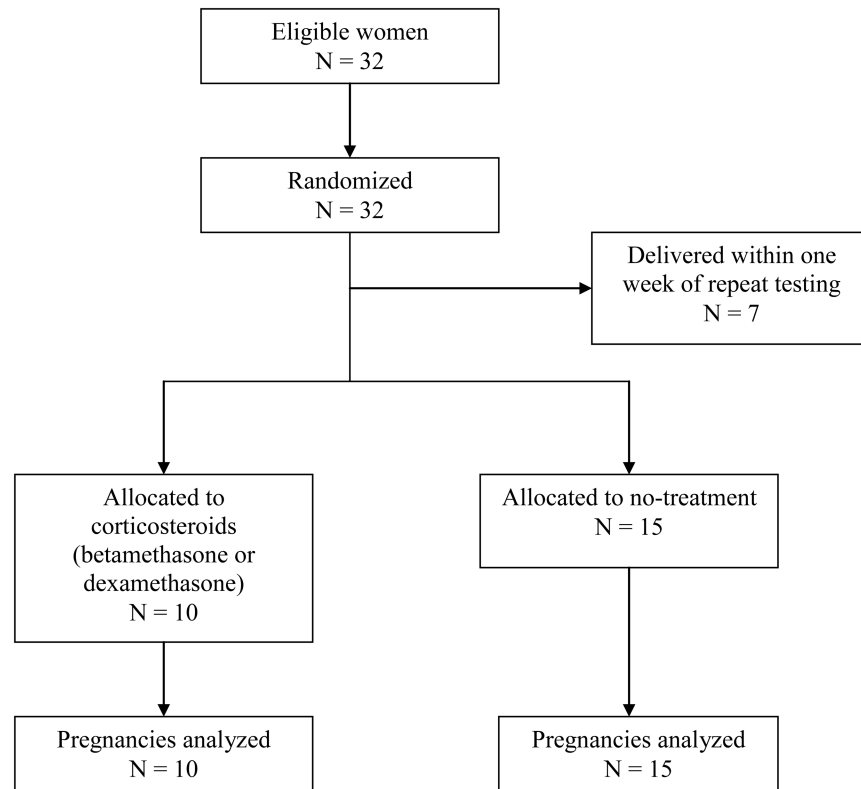 Eligible women
N = 32
Randomized
N = 32
Delivered within one
week of repeat testing
N = 7
Allocated to
corticosteroids
(betamethasone or
dexamethasone)
N = 10
Allocated to no-treatment
N = 15
Pregnancies analyzed
N = 10
Pregnancies analyzed
N = 15